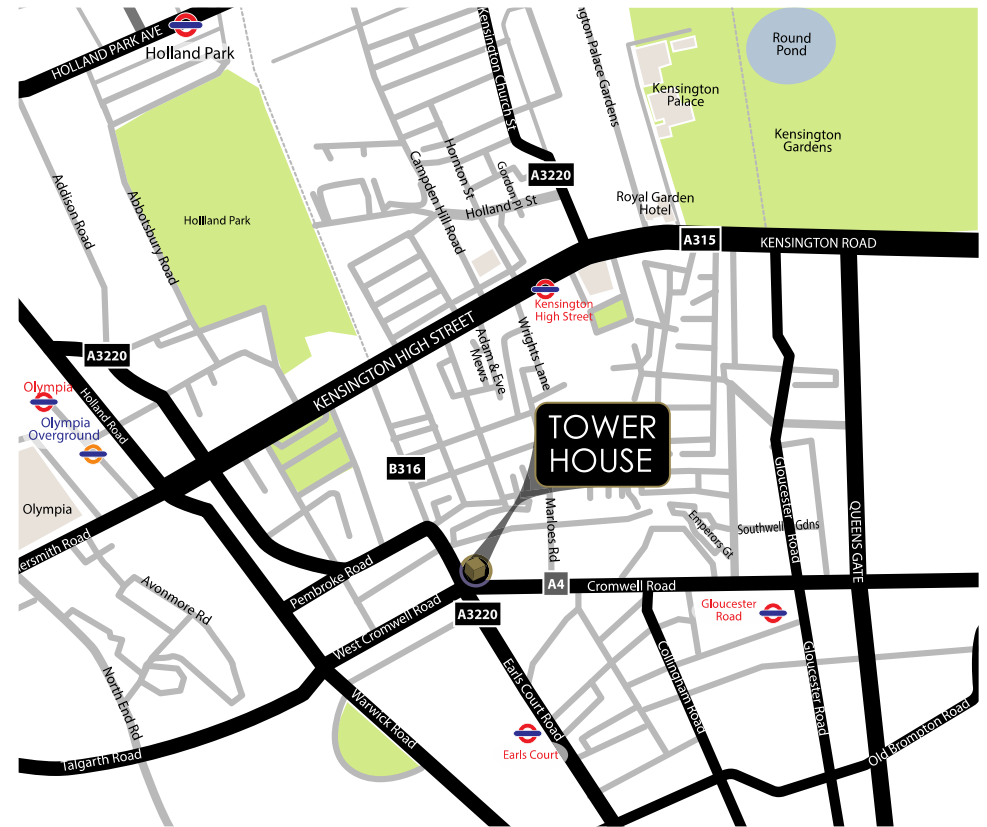 HOLLAND PARK AVE
Holland Park
Kensington Church St
ngton Palace Gardens
Round
Pond
Kensington
Palace
Kensington
Gardens
Addison Road
Abbotsbury Road
Hollland Park
Campden Hill Road
Hornton St
Gordon P
Holland St
A3220
Royal Garden
Hotel
A315
KENSINGTON ROAD
Kensington
High Street
KENSINGTON HIGH STREET
Adam & Eve
Mews
Wrights Lane
A3220
Holland Road
Olympia
Olympia
Overground
Olympia
B316
TOWER
HOUSE
Marloes Rd
Emperors Gt
Southwell Gdns
Gloucester Road
QUEENS GATE
ersmith Road
Avonmore Rd
North End Rd
Pembroke Road
West Cromwell Road
A3220
A4
Cromwell Road
Gloucester
Road
Collingham Road
Gloucester Road
Earls Court Road
Earls Court
Warwick Road
Talgarth Road
Old Brompton Road